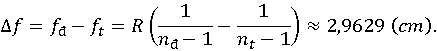 Δf = f_đ − f_t = R (1/(n_đ − 1) − 1/(n_t − 1)) ≈ 2,9629 (cm).